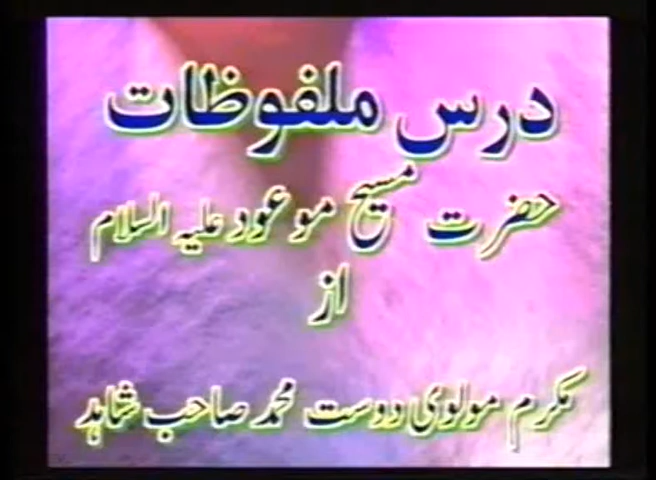 درس ملفوظات
حضرت مسیح موعود علیہ السلام
از
مکرم مولوی دوست محمد صاحب شاہد